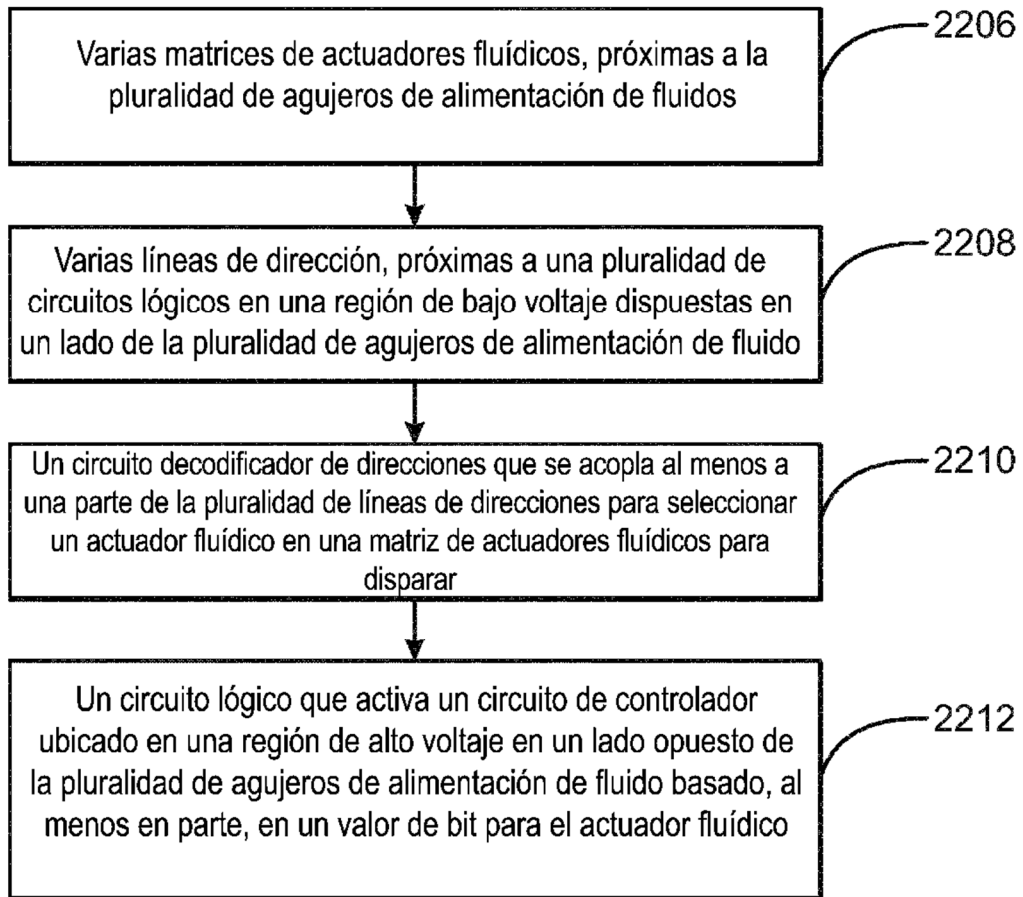 Varias matrices de actuadores fluídicos, próximas a la
pluralidad de agujeros de alimentación de fluidos
2206
Varias líneas de dirección, próximas a una pluralidad de
circuitos lógicos en una región de bajo voltaje dispuestas en
un lado de la pluralidad de agujeros de alimentación de fluido
2208
Un circuito decodificador de direcciones que se acopla al menos a
una parte de la pluralidad de líneas de direcciones para seleccionar
un actuador fluídico en una matriz de actuadores fluídicos para
disparar
2210
Un circuito lógico que activa un circuito de controlador
ubicado en una región de alto voltaje en un lado opuesto de
la pluralidad de agujeros de alimentación de fluido basado, al
menos en parte, en un valor de bit para el actuador fluídico
2212